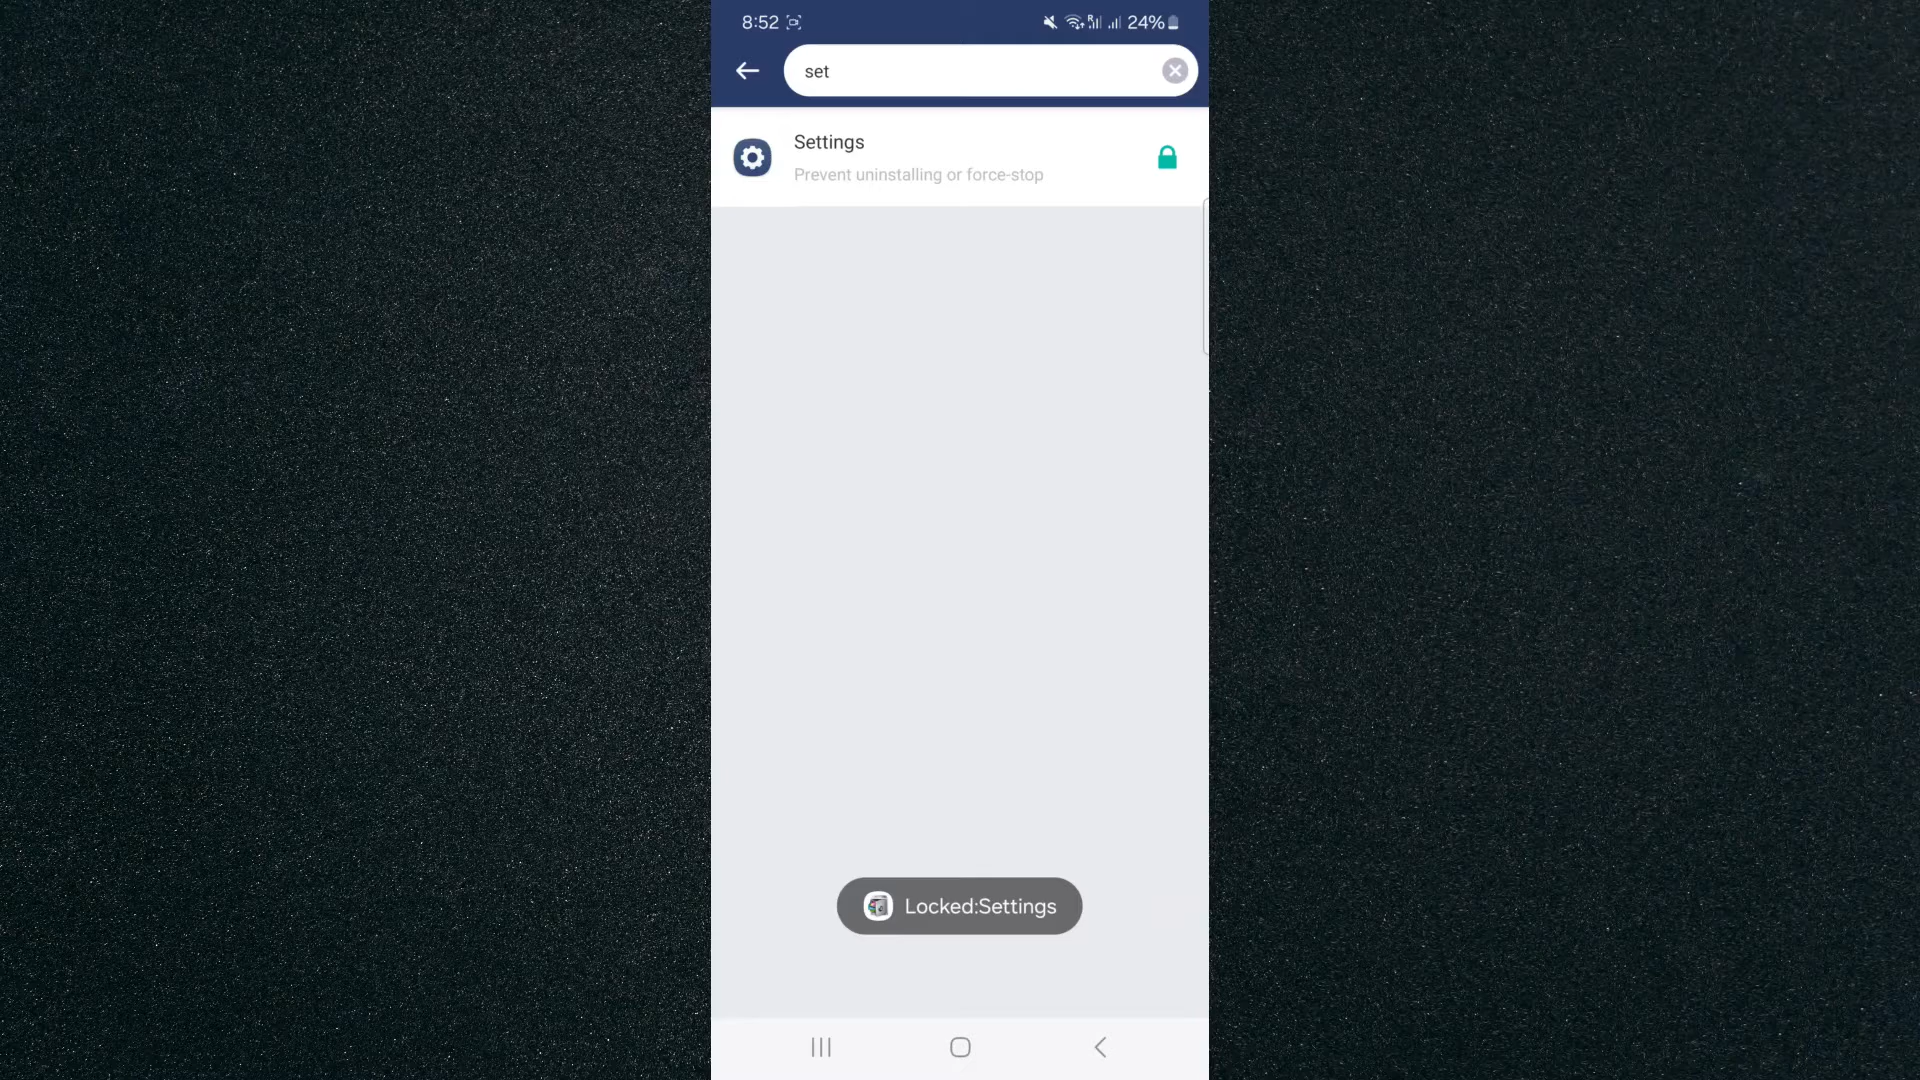 8:52
24%
set
Settings
Prevent uninstalling or force-stop
Locked:Settings